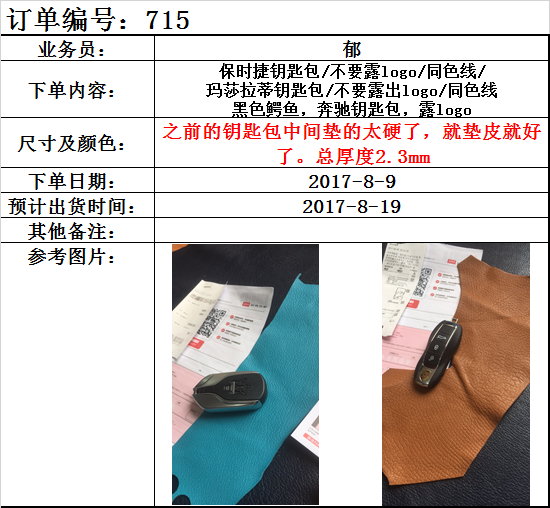 订单编号：715
业务员：
郁
下单内容：
保时捷钥匙包/不要露logo/同色线/
玛莎拉蒂钥匙包/不要露出logo/同色线
黑色鳄鱼，奔驰钥匙包，露logo
尺寸及颜色：
之前的钥匙包中间垫的太硬了，就垫皮就好
了。总厚度2.3mm
下单日期：
2017-8-9
预计出货时间：
2017-8-19
其他备注：
参考图片：